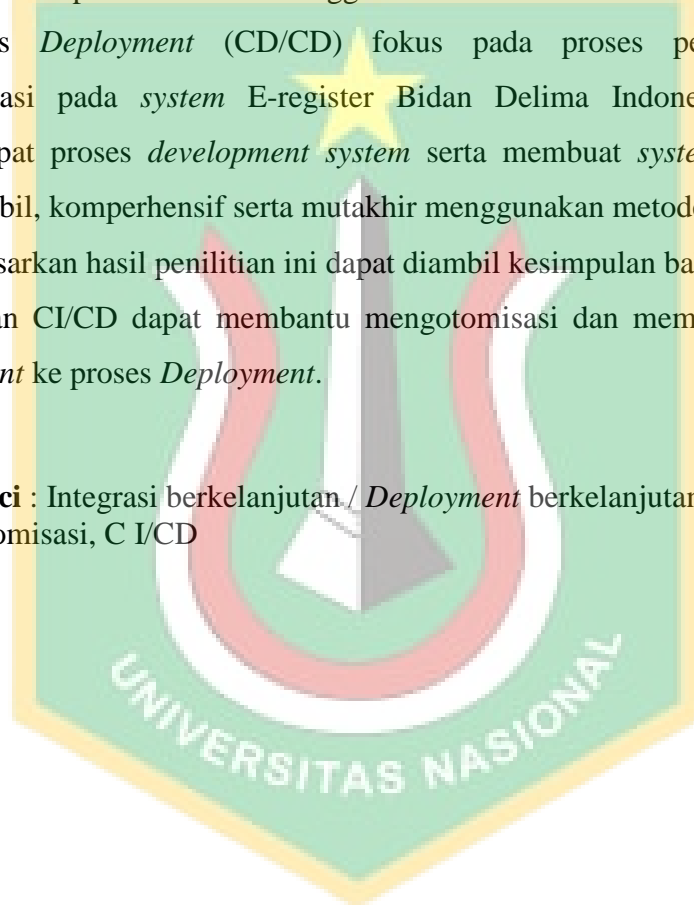 s Deployment (CD/CD) fokus pada proses pe
asi pada system E-register Bidan Delima Indone
pat proses development system serta membuat syste
bil, komperhensif serta mutakhir menggunakan metod
sarkan hasil penilitian ini dapat diambil kesimpulan ba
an CI/CD dapat membantu mengotomisasi dan mem
nt ke proses Deployment.
ci : Integrasi berkelanjutan / Deployment berkelanjutan
omisasi, C I/CD
UNIVERSITAS NASIONAL